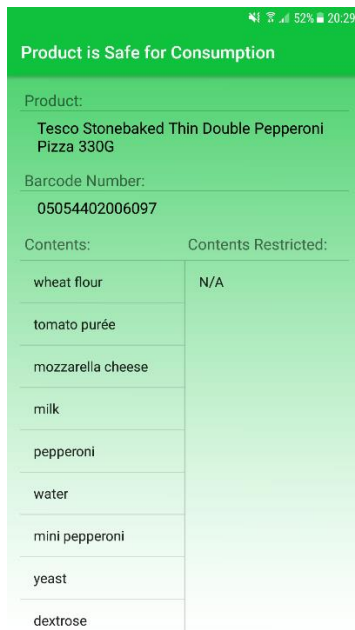 52% 20:29
Product is Safe for Consumption
Product:
Tesco Stonebaked Thin Double Pepperoni
Pizza 330G
Barcode Number:
05054402006097
Contents: Contents Restricted:
wheat flour N/A
tomato purée
mozzarella cheese
milk
pepperoni
water
mini pepperoni
yeast
dextrose